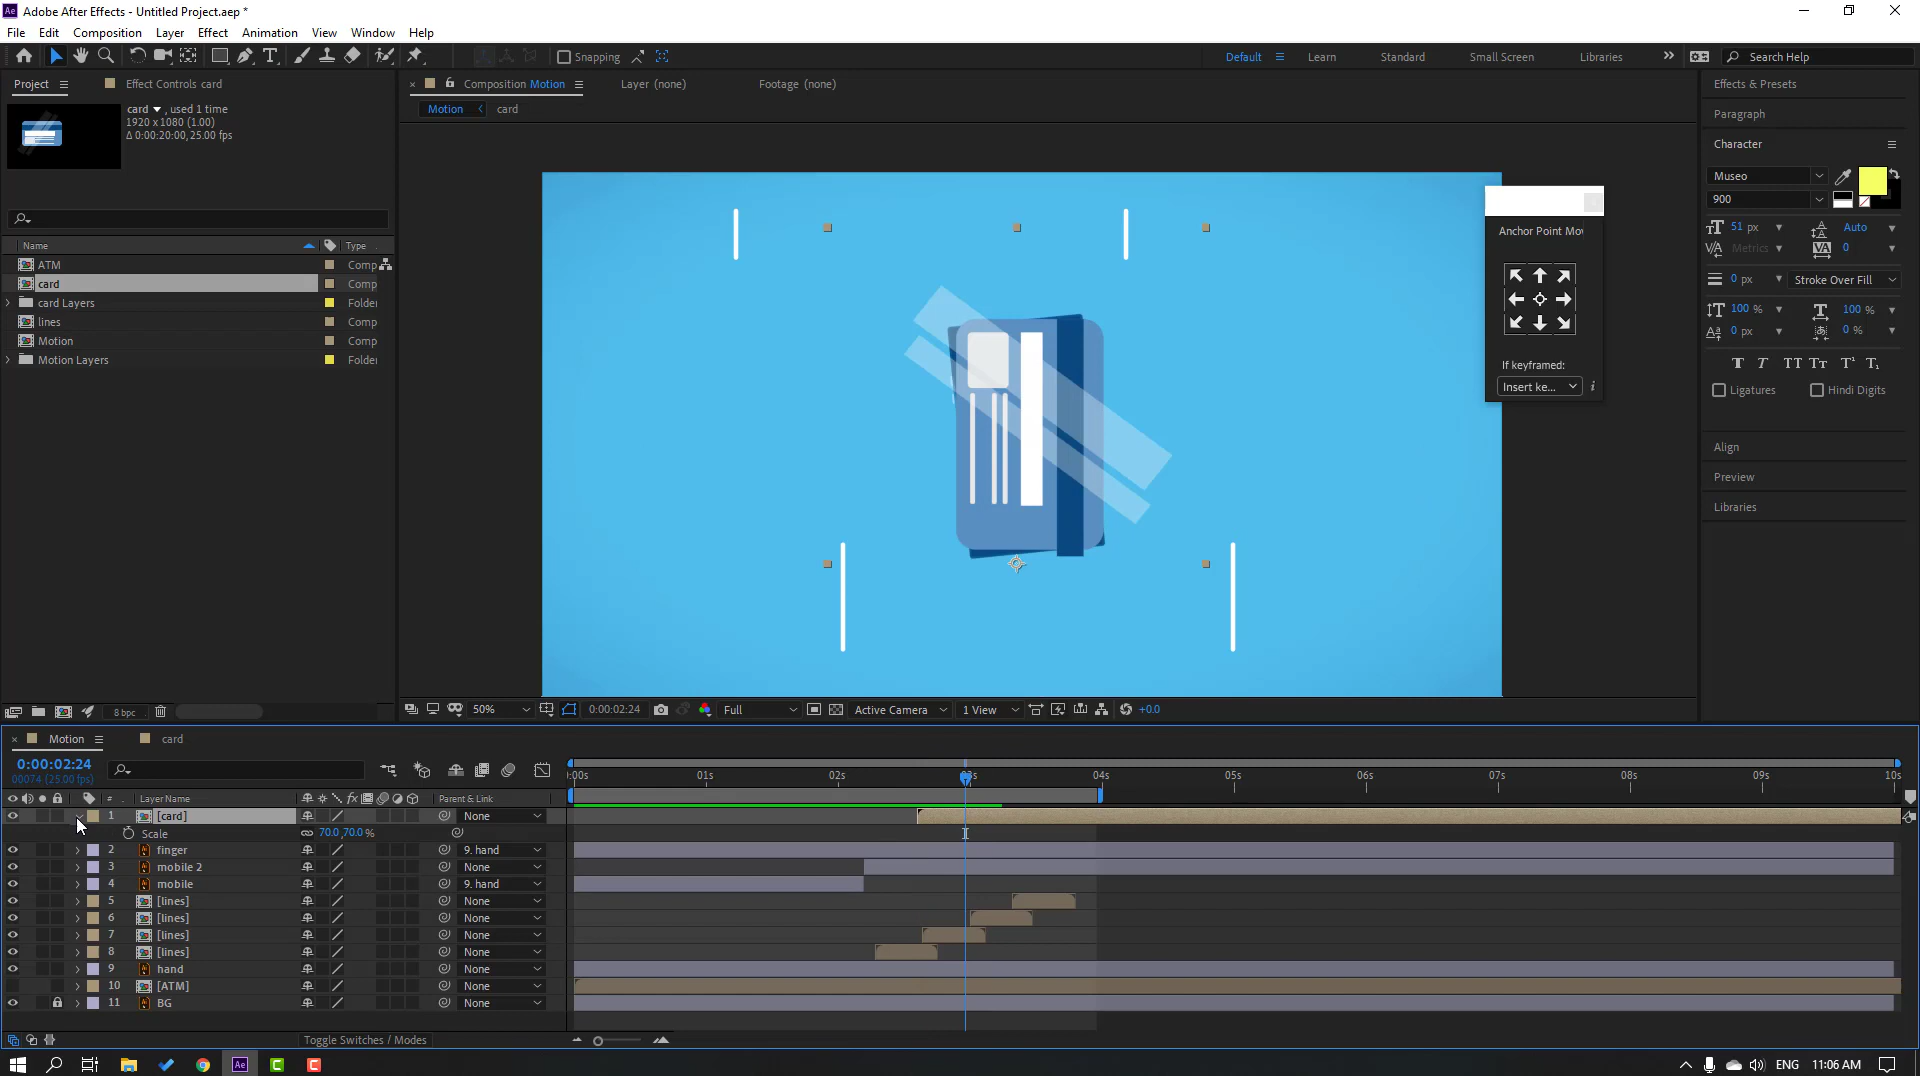 Adobe After Effects - Untitled Project.aep *
File Edit Composition Layer Effect Animation View Window Help
Snapping
Default Learn Standard Small Screen Libraries Search Help
Project Effect Controls card
Composition Motion Layer (none) Footage (none)
Motion card
card , used 1 time
1920 x 1080 (1.00)
Δ 0:00:20:00, 25.00 fps
Name Type
ATM Comp
card Comp
card Layers Folder
lines Comp
Motion Comp
Motion Layers Folder
8 bpc
Anchor Point Mov
If keyframed:
Insert ke...
50% 0:00:02:24 Full Active Camera 1 View +0.0
Effects & Presets
Paragraph
Character
Museo
900
51 px Auto
Metrics 0
0 px Stroke Over Fill
100 % 100 %
0 px 0 %
T T TT Tt T¹ T₁
Ligatures Hindi Digits
Align
Preview
Libraries
Motion card
0:00:02:24
00074 (25.00 fps)
:00s 01s 02s 03s 04s 05s 06s 07s 08s 09s 10s
# Layer Name Parent & Link
1 [card] None
Scale 70.0,70.0 %
2 finger 9. hand
3 mobile 2 None
4 mobile 9. hand
5 [lines] None
6 [lines] None
7 [lines] None
8 [lines] None
9 hand None
10 [ATM] None
11 BG None
Toggle Switches / Modes
ENG 11:06 AM